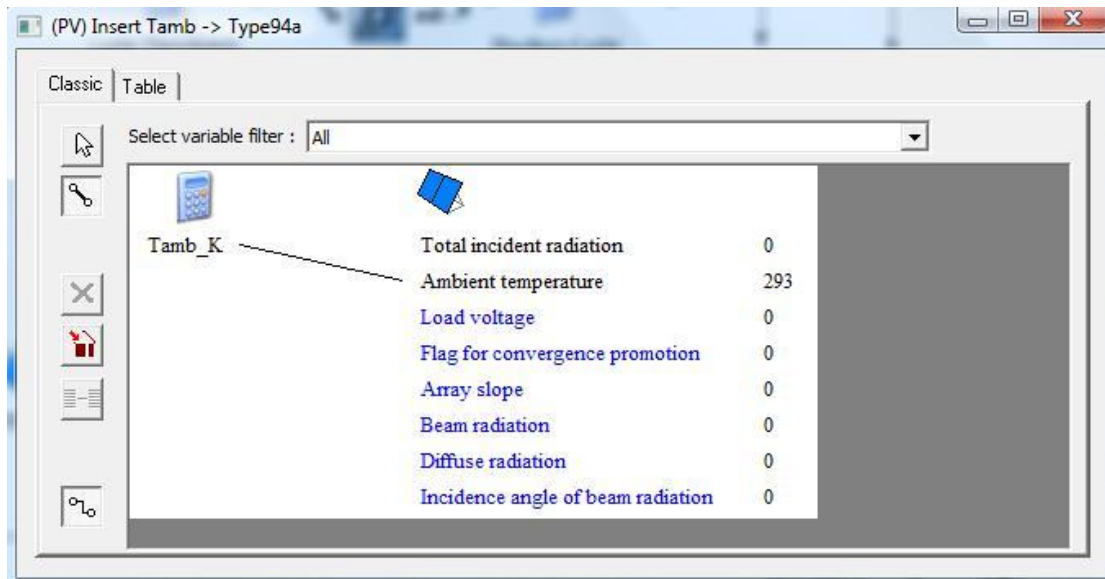 (PV) Insert Tamb -> Type94a
Classic Table
Select variable filter : All
Tamb_K Total incident radiation 0
Ambient temperature 293
Load voltage 0
Flag for convergence promotion 0
Array slope 0
Beam radiation 0
Diffuse radiation 0
Incidence angle of beam radiation 0